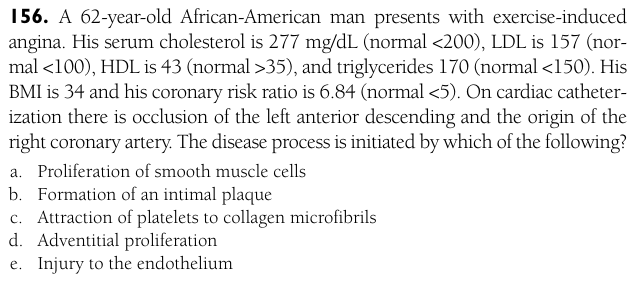 156. A 62-year-old African-American man presents with exercise-induced
angina. His serum cholesterol is 277 mg/dL (normal <200), LDL is 157 (nor-
mal <100), HDL is 43 (normal >35), and triglycerides 170 (normal <150). His
BMI is 34 and his coronary risk ratio is 6.84 (normal <5). On cardiac catheter-
ization there is occlusion of the left anterior descending and the origin of the
right coronary artery. The disease process is initiated by which of the following?
a. Proliferation of smooth muscle cells
b. Formation of an intimal plaque
c. Attraction of platelets to collagen microfibrils
d. Adventitial proliferation
e. Injury to the endothelium